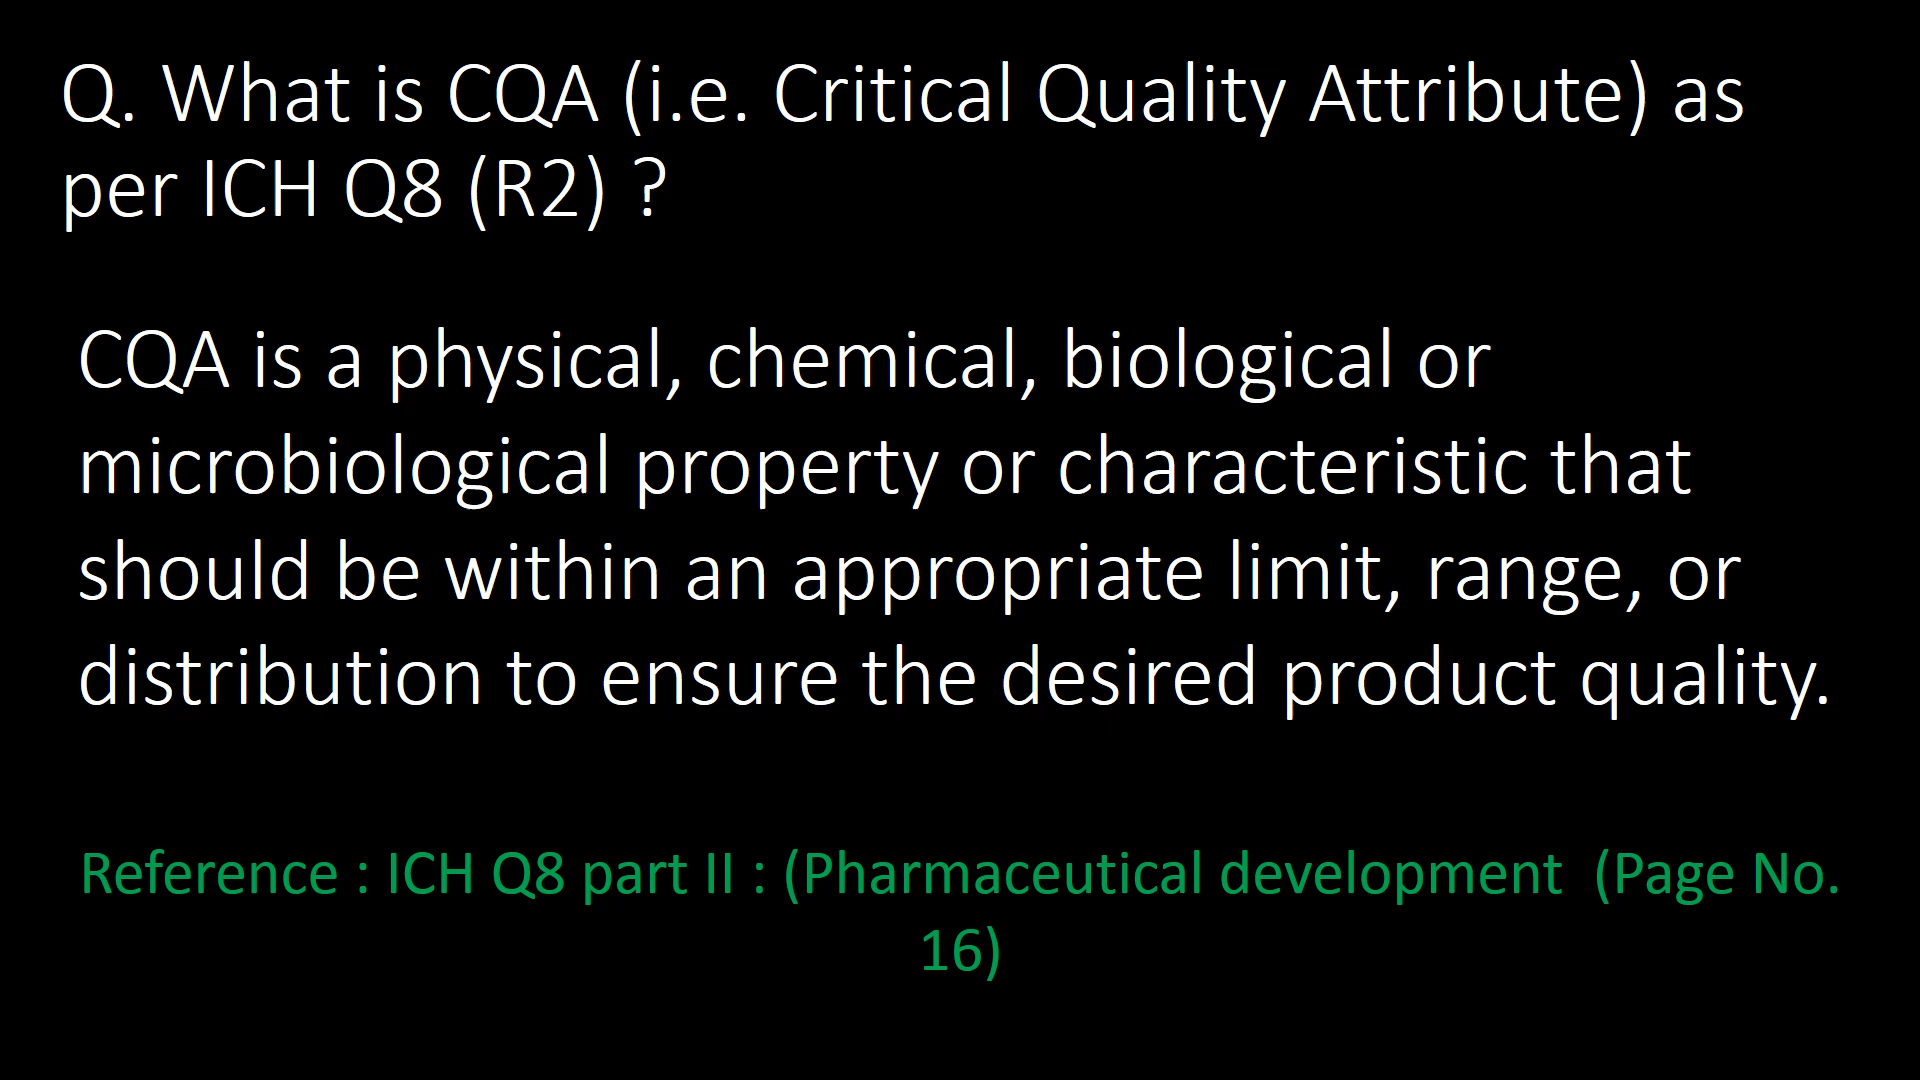 Q. What is CQA (i.e. Critical Quality Attribute) as
per ICH Q8 (R2) ?
CQA is a physical, chemical, biological or
microbiological property or characteristic that
should be within an appropriate limit, range, or
distribution to ensure the desired product quality.
Reference : ICH Q8 part II : (Pharmaceutical development  (Page No.
16)